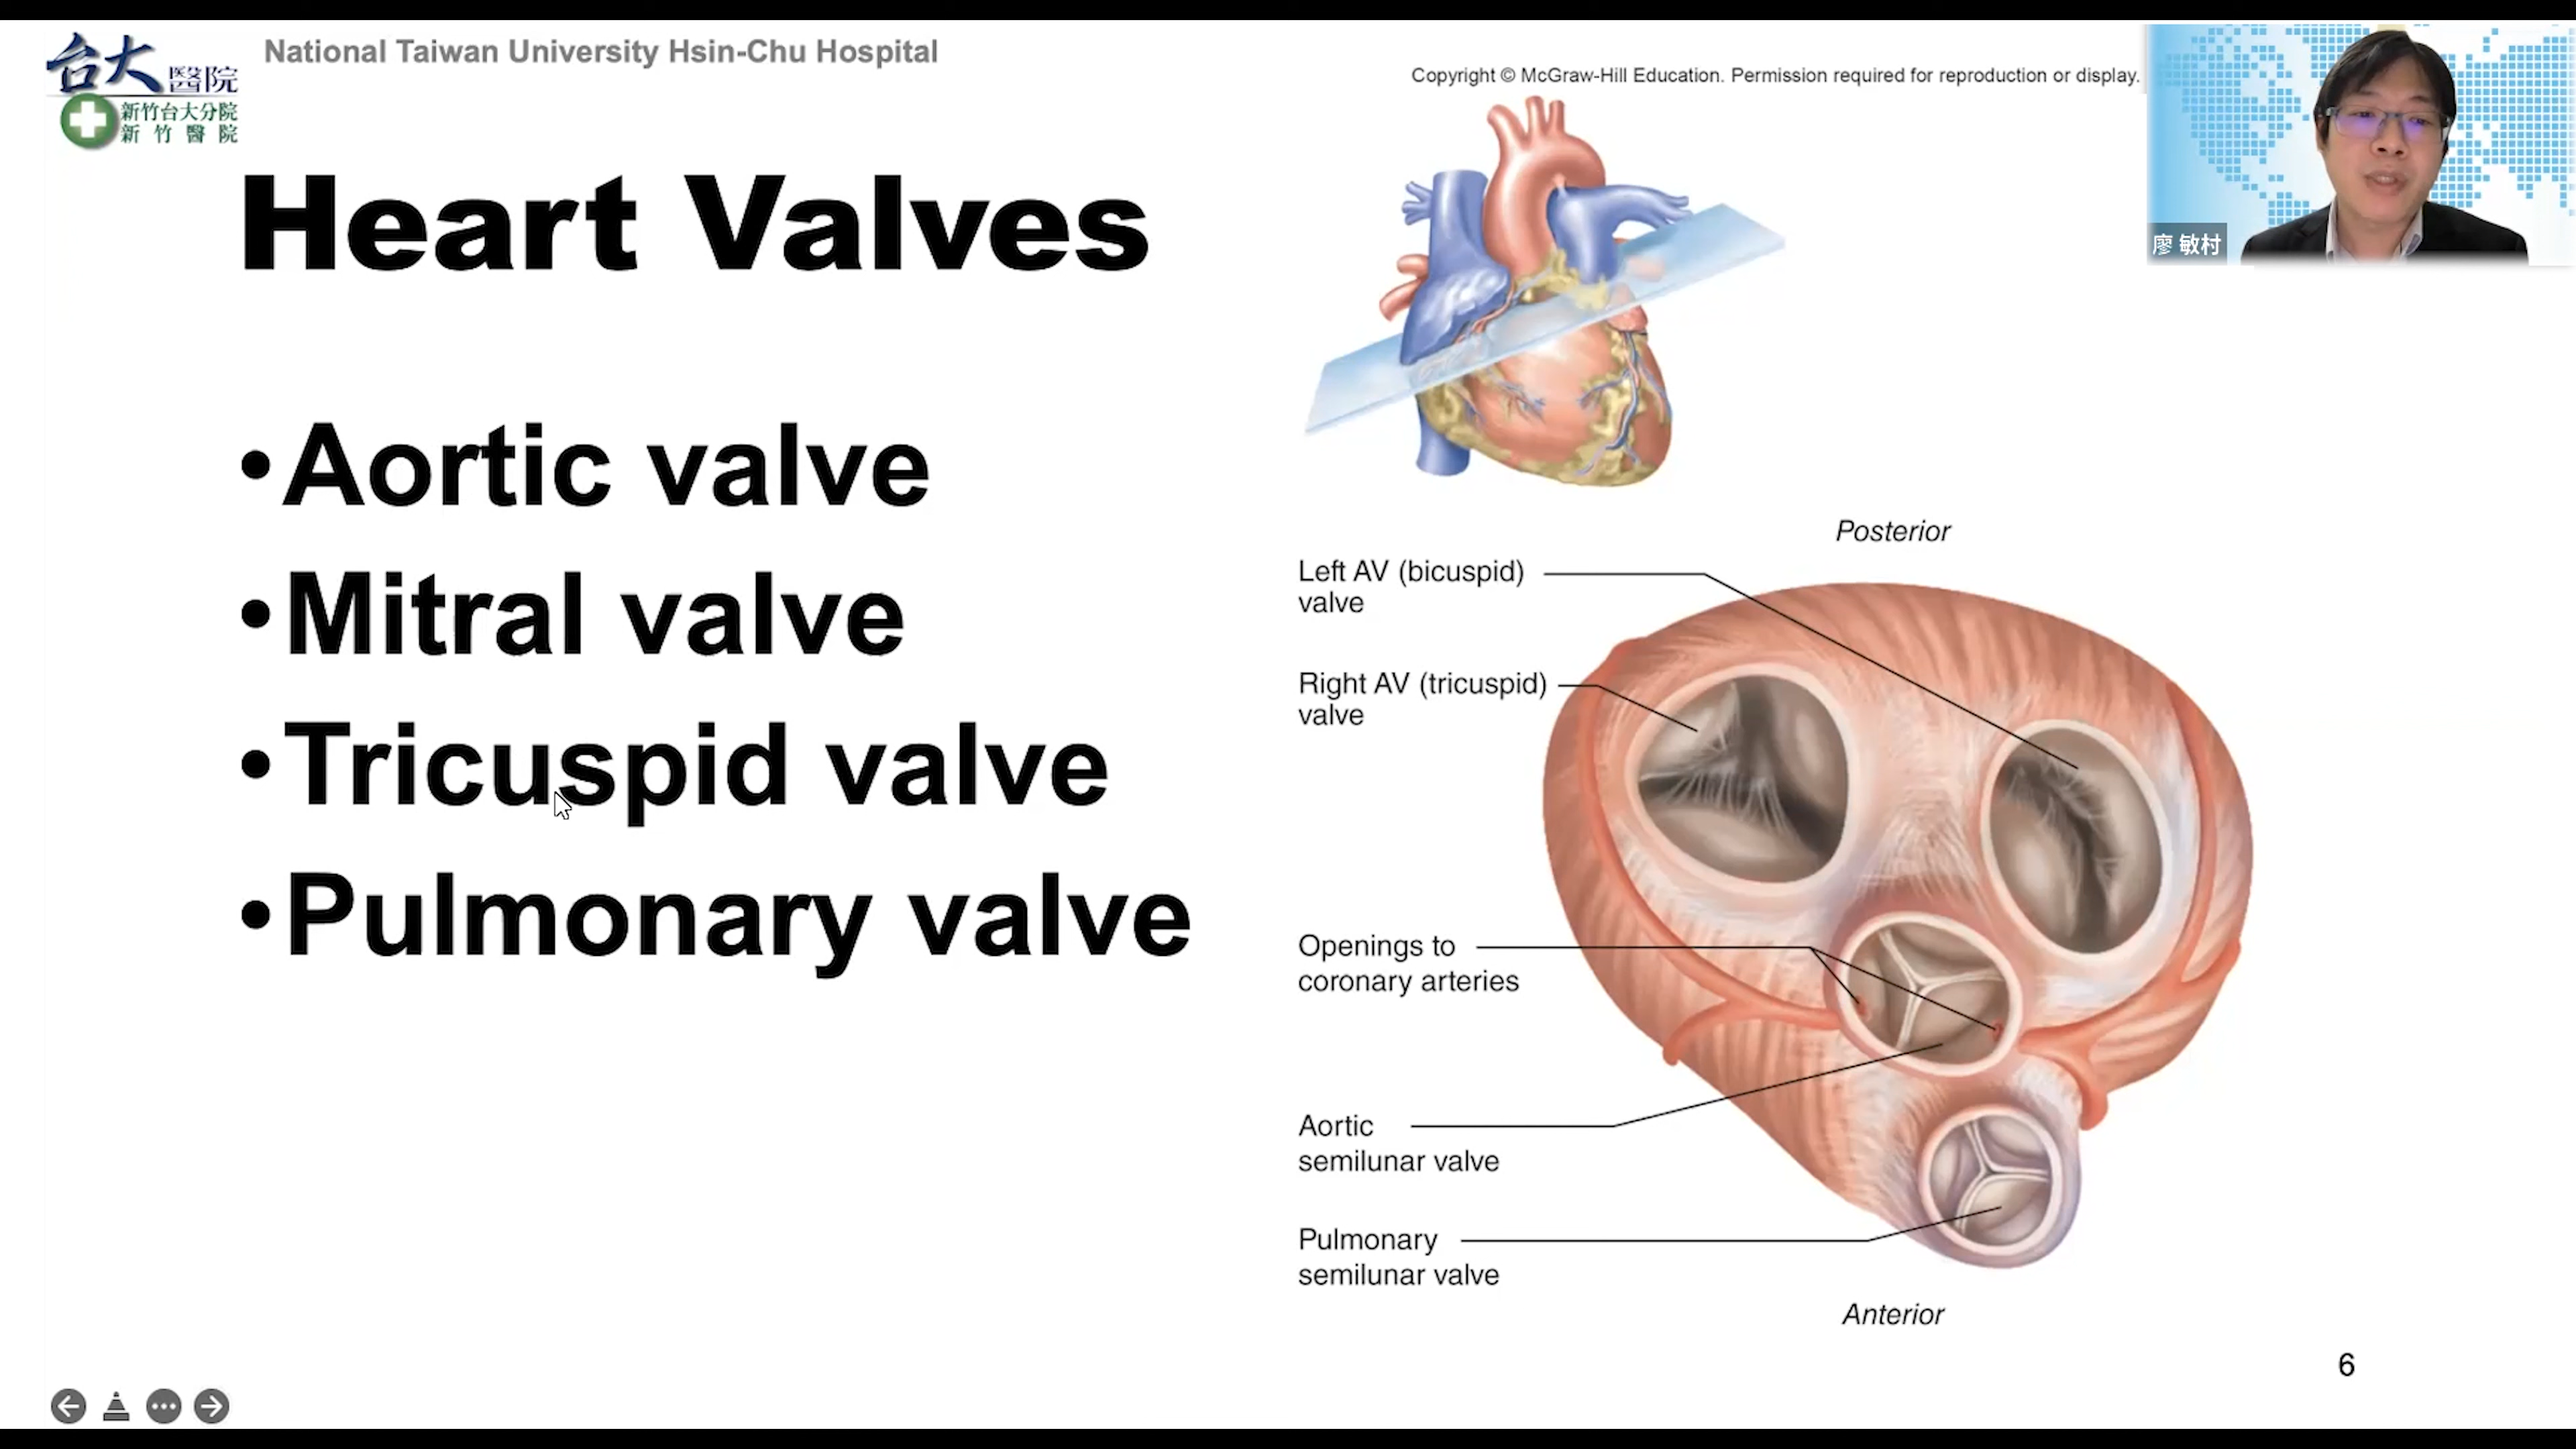 台大醫院
新竹台大分院
新竹醫院
National Taiwan University Hsin-Chu Hospital
Copyright © McGraw-Hill Education. Permission required for reproduction or display.
廖 敏村
Heart Valves
•Aortic valve
•Mitral valve
•Tricuspid valve
•Pulmonary valve
Posterior
Left AV (bicuspid)
valve
Right AV (tricuspid)
valve
Openings to
coronary arteries
Aortic
semilunar valve
Pulmonary
semilunar valve
Anterior
6